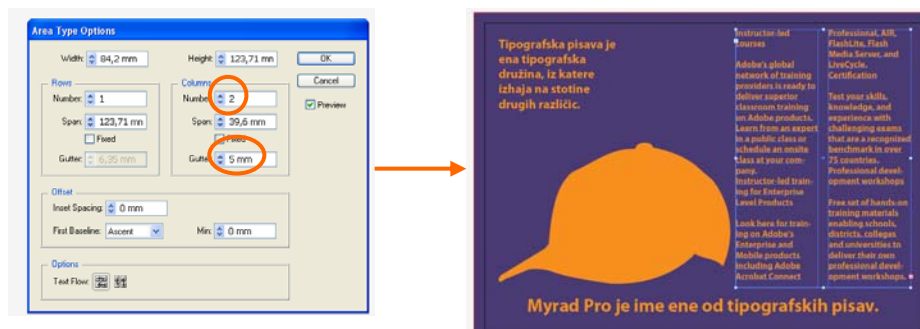 Area Type Options
Width: 84,2 mm
Height: 123,71 mm
OK
Rows
Columns
Cancel
Number: 1
Number: 2
Preview
Span: 123,71 mm
Span: 39,6 mm
Fixed
Fixed
Gutter: 6,35 mm
Gutter: 5 mm
Offset
Inset Spacing: 0 mm
First Baseline: Ascent
Min: 0 mm
Options
Text Flow:
Tipografska pisava je
ena tipografska
družina, iz katere
izhaja na stotine
drugih različic.
Instructor-led
courses
Adobe's global
network of training
providers is ready to
deliver superior
classroom training
on Adobe products.
Learn from an expert
in a public class or
schedule an onsite
class at your com-
pany.
Instructor-led train-
ing for Enterprise
Level Products
Look here for train-
ing on Adobe's
Enterprise and
Mobile products
including Adobe
Acrobat Connect
Professional, AIR,
FlashLite, Flash
Media Server, and
LiveCycle.
Certification
Test your skills,
knowledge, and
experience with
challenging exams
that are a recognized
benchmark in over
75 countries.
Professional devel-
opment workshops
Free set of hands-on
training materials
enabling schools,
districts, colleges
and universities to
deliver their own
professional devel-
opment workshops.
Myrad Pro je ime ene od tipografskih pisav.